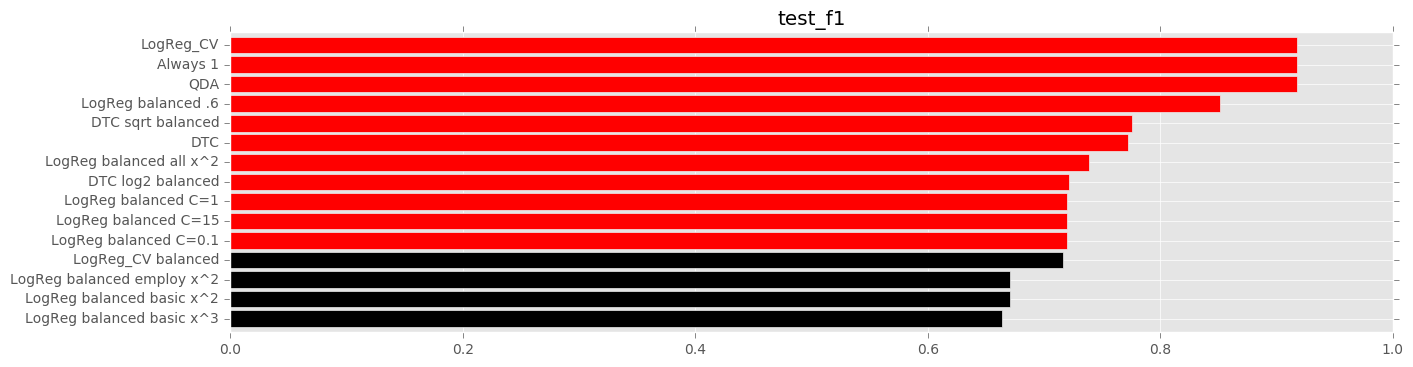 test_f1
LogReg_CV
Always 1
QDA
LogReg balanced .6
DTC sqrt balanced
DTC
LogReg balanced all x^2
DTC log2 balanced
LogReg balanced C=1
LogReg balanced C=15
LogReg balanced C=0.1
LogReg_CV balanced
LogReg balanced employ x^2
LogReg balanced basic x^2
LogReg balanced basic x^3
0.0 0.2 0.4 0.6 0.8 1.0